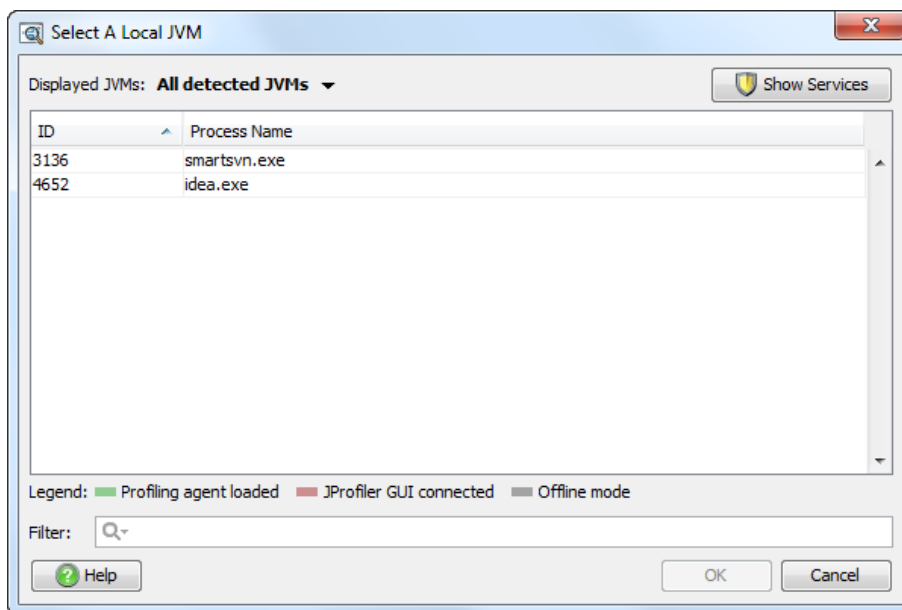 Select A Local JVM
Displayed JVMs: All detected JVMs
Show Services
ID Process Name
3136 smartsvn.exe
4652 idea.exe
Legend: Profiling agent loaded JProfiler GUI connected Offline mode
Filter:
Help OK Cancel